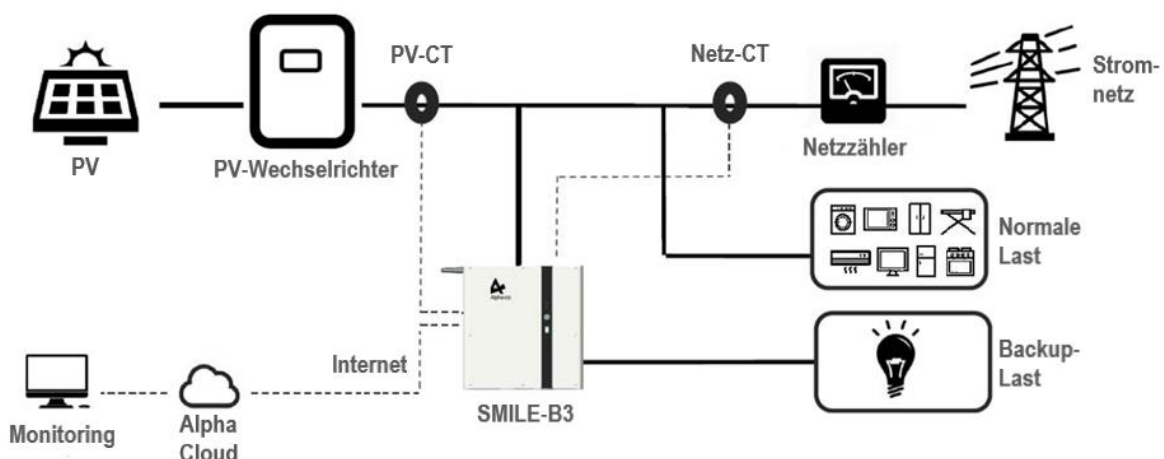 PV-CT
Netz-CT
Strom-
netz
PV
PV-Wechselrichter
Netzzähler
Normale
Last
Internet
Backup-
Last
SMILE-B3
Monitoring
Alpha
Cloud